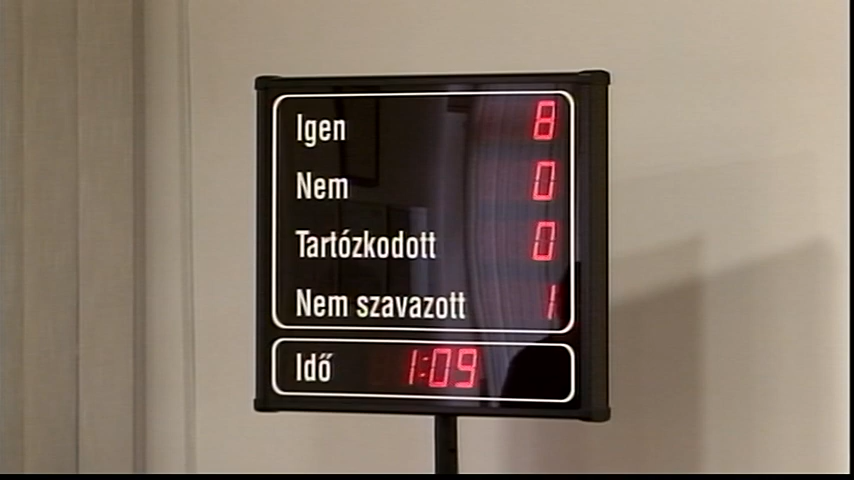 Igen 8
Nem 0
Tartózkodott 0
Nem szavazott 1
Idő 1:09